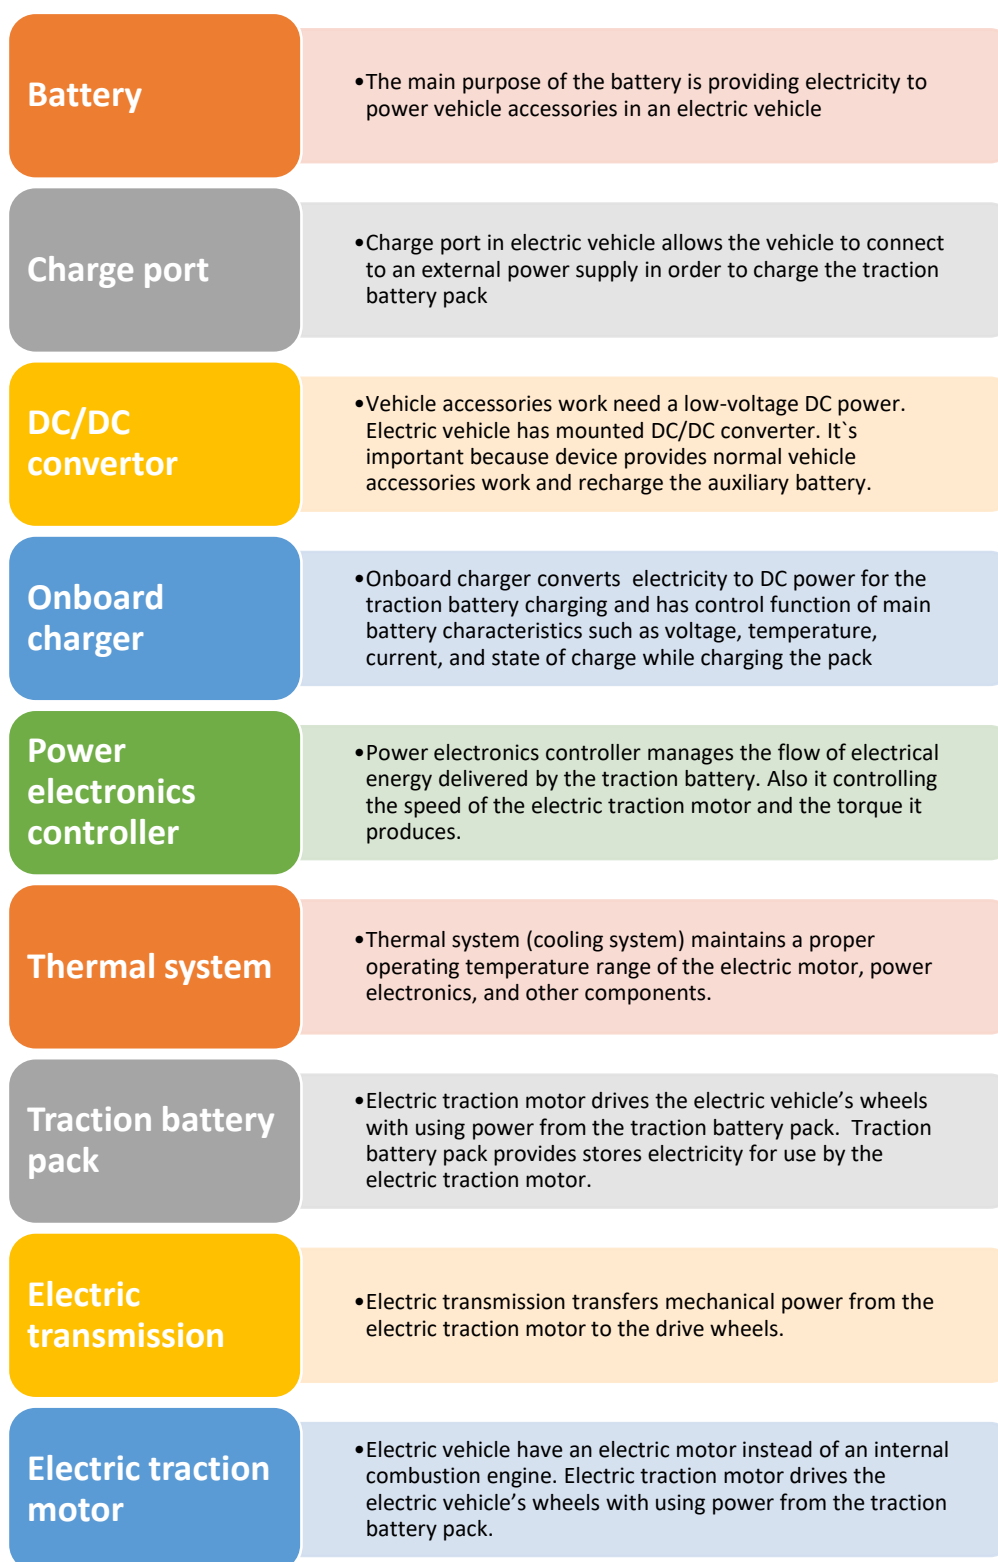 Battery
•The main purpose of the battery is providing electricity to
power vehicle accessories in an electric vehicle
Charge port
•Charge port in electric vehicle allows the vehicle to connect
to an external power supply in order to charge the traction
battery pack
DC/DC
convertor
•Vehicle accessories work need a low-voltage DC power.
Electric vehicle has mounted DC/DC converter. It`s
important because device provides normal vehicle
accessories work and recharge the auxiliary battery.
Onboard
charger
•Onboard charger converts  electricity to DC power for the
traction battery charging and has control function of main
battery characteristics such as voltage, temperature,
current, and state of charge while charging the pack
Power
electronics
controller
•Power electronics controller manages the flow of electrical
energy delivered by the traction battery. Also it controlling
the speed of the electric traction motor and the torque it
produces.
Thermal system
•Thermal system (cooling system) maintains a proper
operating temperature range of the electric motor, power
electronics, and other components.
Traction battery
pack
•Electric traction motor drives the electric vehicle’s wheels
with using power from the traction battery pack.  Traction
battery pack provides stores electricity for use by the
electric traction motor.
Electric
transmission
•Electric transmission transfers mechanical power from the
electric traction motor to the drive wheels.
Electric traction
motor
•Electric vehicle have an electric motor instead of an internal
combustion engine. Electric traction motor drives the
electric vehicle’s wheels with using power from the traction
battery pack.